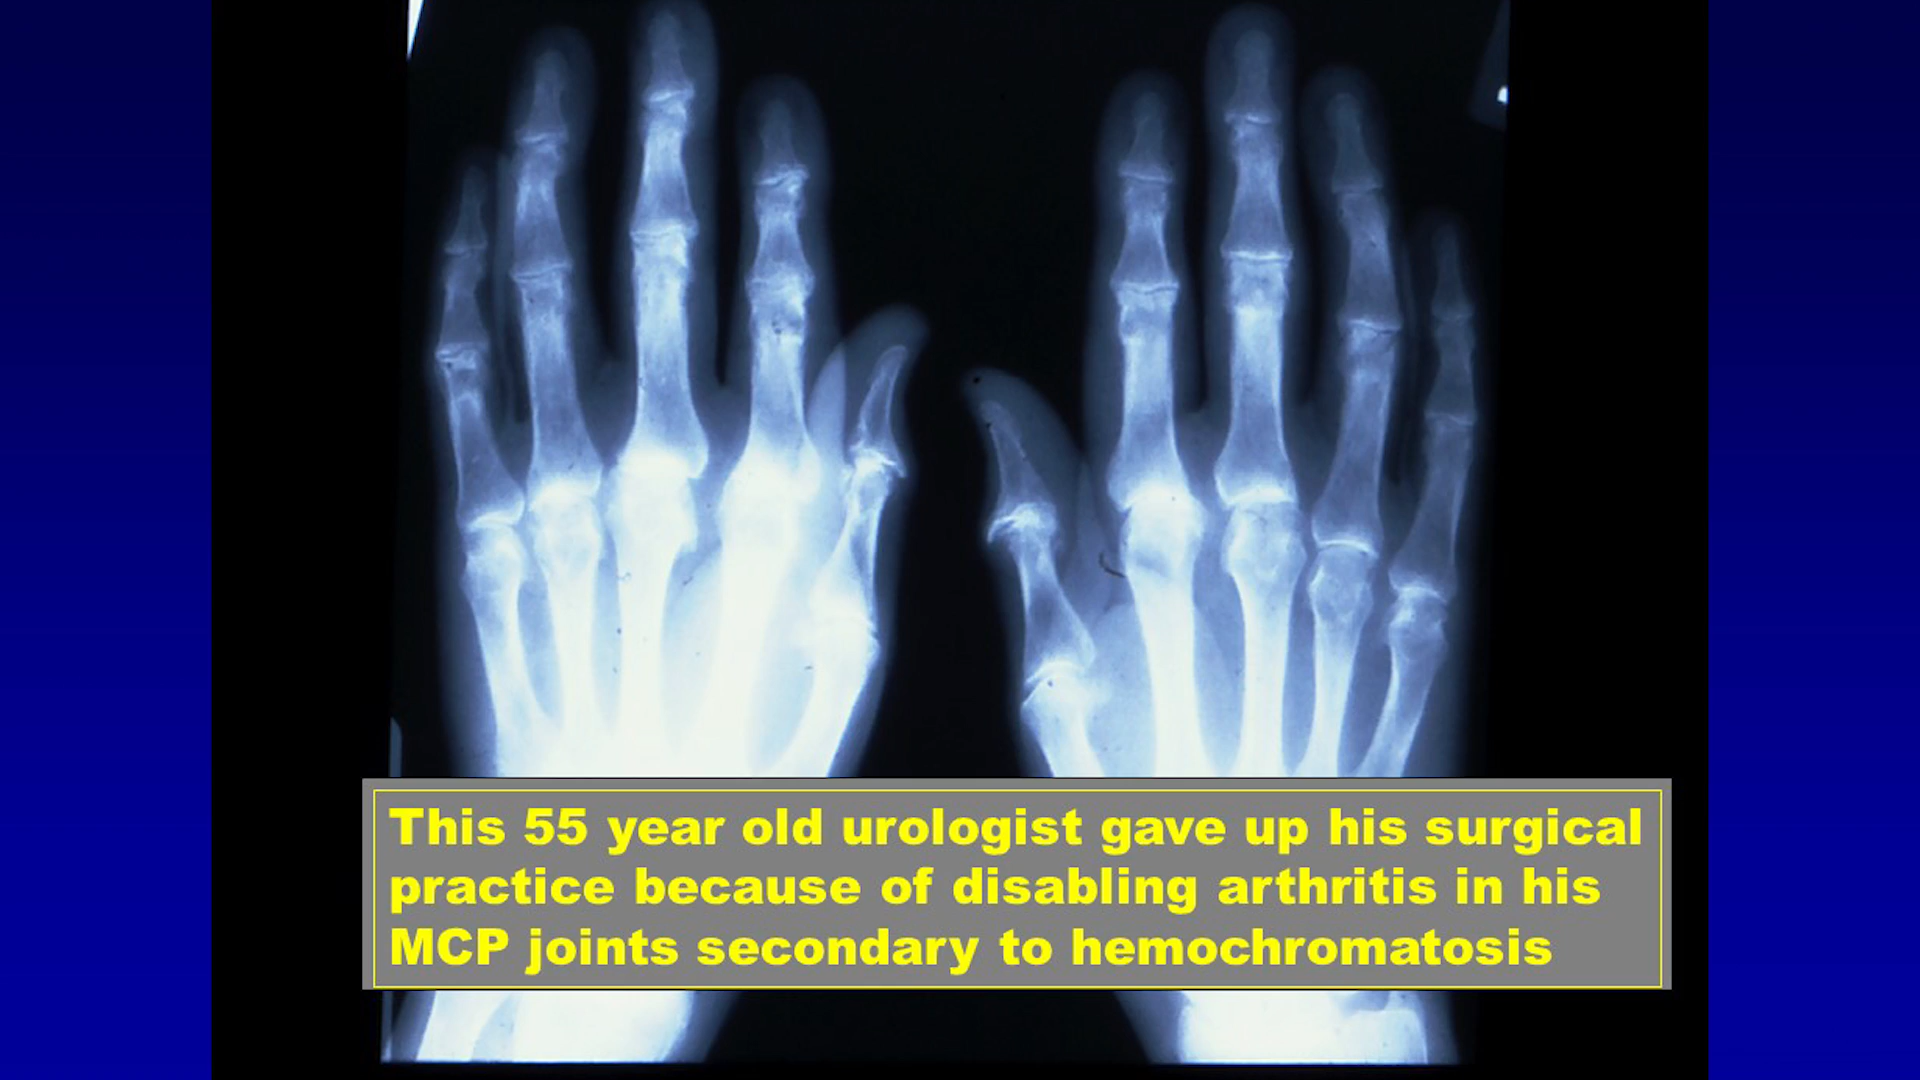 This 55 year old urologist gave up his surgical
practice because of disabling arthritis in his
MCP joints secondary to hemochromatosis